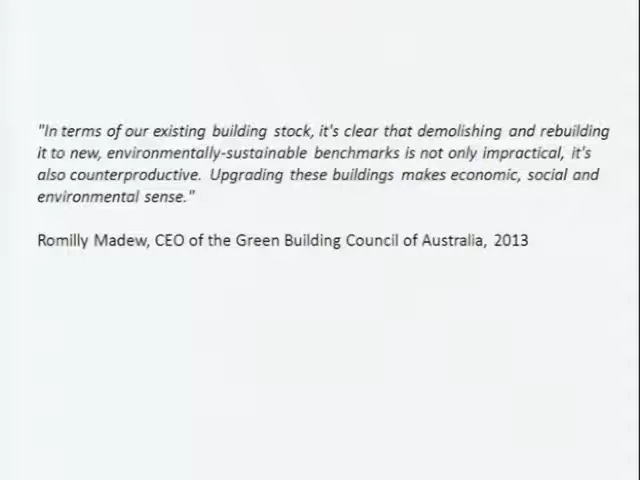 "In terms of our existing building stock, it's clear that demolishing and rebuilding
it to new, environmentally-sustainable benchmarks is not only impractical, it's
also counterproductive. Upgrading these buildings makes economic, social and
environmental sense."
Romilly Madew, CEO of the Green Building Council of Australia, 2013